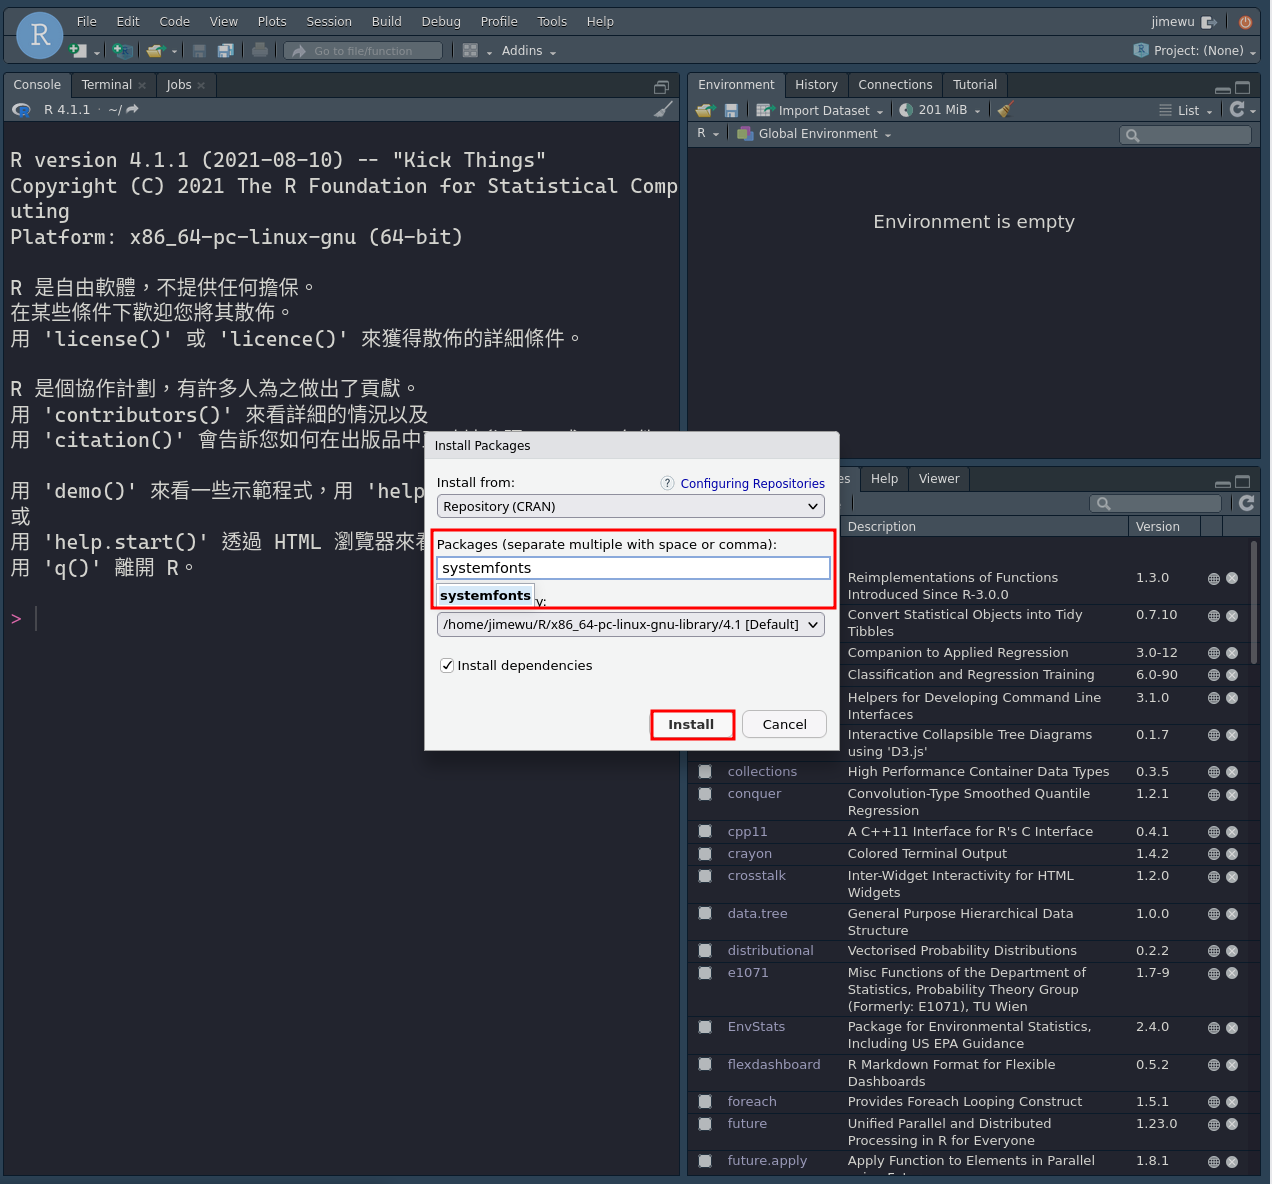 File Edit Code View Plots Session Build Debug Profile Tools Help
jimewu
R
Go to file/function
Addins
Project: (None)
Console Terminal Jobs
R 4.1.1 · ~/
R version 4.1.1 (2021-08-10) -- "Kick Things"
Copyright (C) 2021 The R Foundation for Statistical Comp
uting
Platform: x86_64-pc-linux-gnu (64-bit)
R 是自由軟體，不提供任何擔保。
在某些條件下歡迎您將其散佈。
用 'license()' 或 'licence()' 來獲得散佈的詳細條件。
R 是個協作計劃，有許多人為之做出了貢獻。
用 'contributors()' 來看詳細的情況以及
用 'citation()' 會告訴您如何在出版品中
用 'demo()' 來看一些示範程式，用 'help
或
用 'help.start()' 透過 HTML 瀏覽器來看
用 'q()' 離開 R。
>
Environment History Connections Tutorial
Import Dataset
201 MiB
List
R
Global Environment
Environment is empty
Install Packages
Install from:
? Configuring Repositories
Repository (CRAN)
Packages (separate multiple with space or comma):
systemfonts
systemfonts
y:
/home/jimewu/R/x86_64-pc-linux-gnu-library/4.1 [Default]
Install dependencies
Install
Cancel
es Help Viewer
Description Version
Reimplementations of Functions 1.3.0
Introduced Since R-3.0.0
Convert Statistical Objects into Tidy 0.7.10
Tibbles
Companion to Applied Regression 3.0-12
Classification and Regression Training 6.0-90
Helpers for Developing Command Line 3.1.0
Interfaces
Interactive Collapsible Tree Diagrams 0.1.7
using 'D3.js'
collections High Performance Container Data Types 0.3.5
conquer Convolution-Type Smoothed Quantile 1.2.1
Regression
cpp11 A C++11 Interface for R's C Interface 0.4.1
crayon Colored Terminal Output 1.4.2
crosstalk Inter-Widget Interactivity for HTML 1.2.0
Widgets
data.tree General Purpose Hierarchical Data 1.0.0
Structure
distributional Vectorised Probability Distributions 0.2.2
e1071 Misc Functions of the Department of 1.7-9
Statistics, Probability Theory Group
(Formerly: E1071), TU Wien
EnvStats Package for Environmental Statistics, 2.4.0
Including US EPA Guidance
flexdashboard R Markdown Format for Flexible 0.5.2
Dashboards
foreach Provides Foreach Looping Construct 1.5.1
future Unified Parallel and Distributed 1.23.0
Processing in R for Everyone
future.apply Apply Function to Elements in Parallel 1.8.1